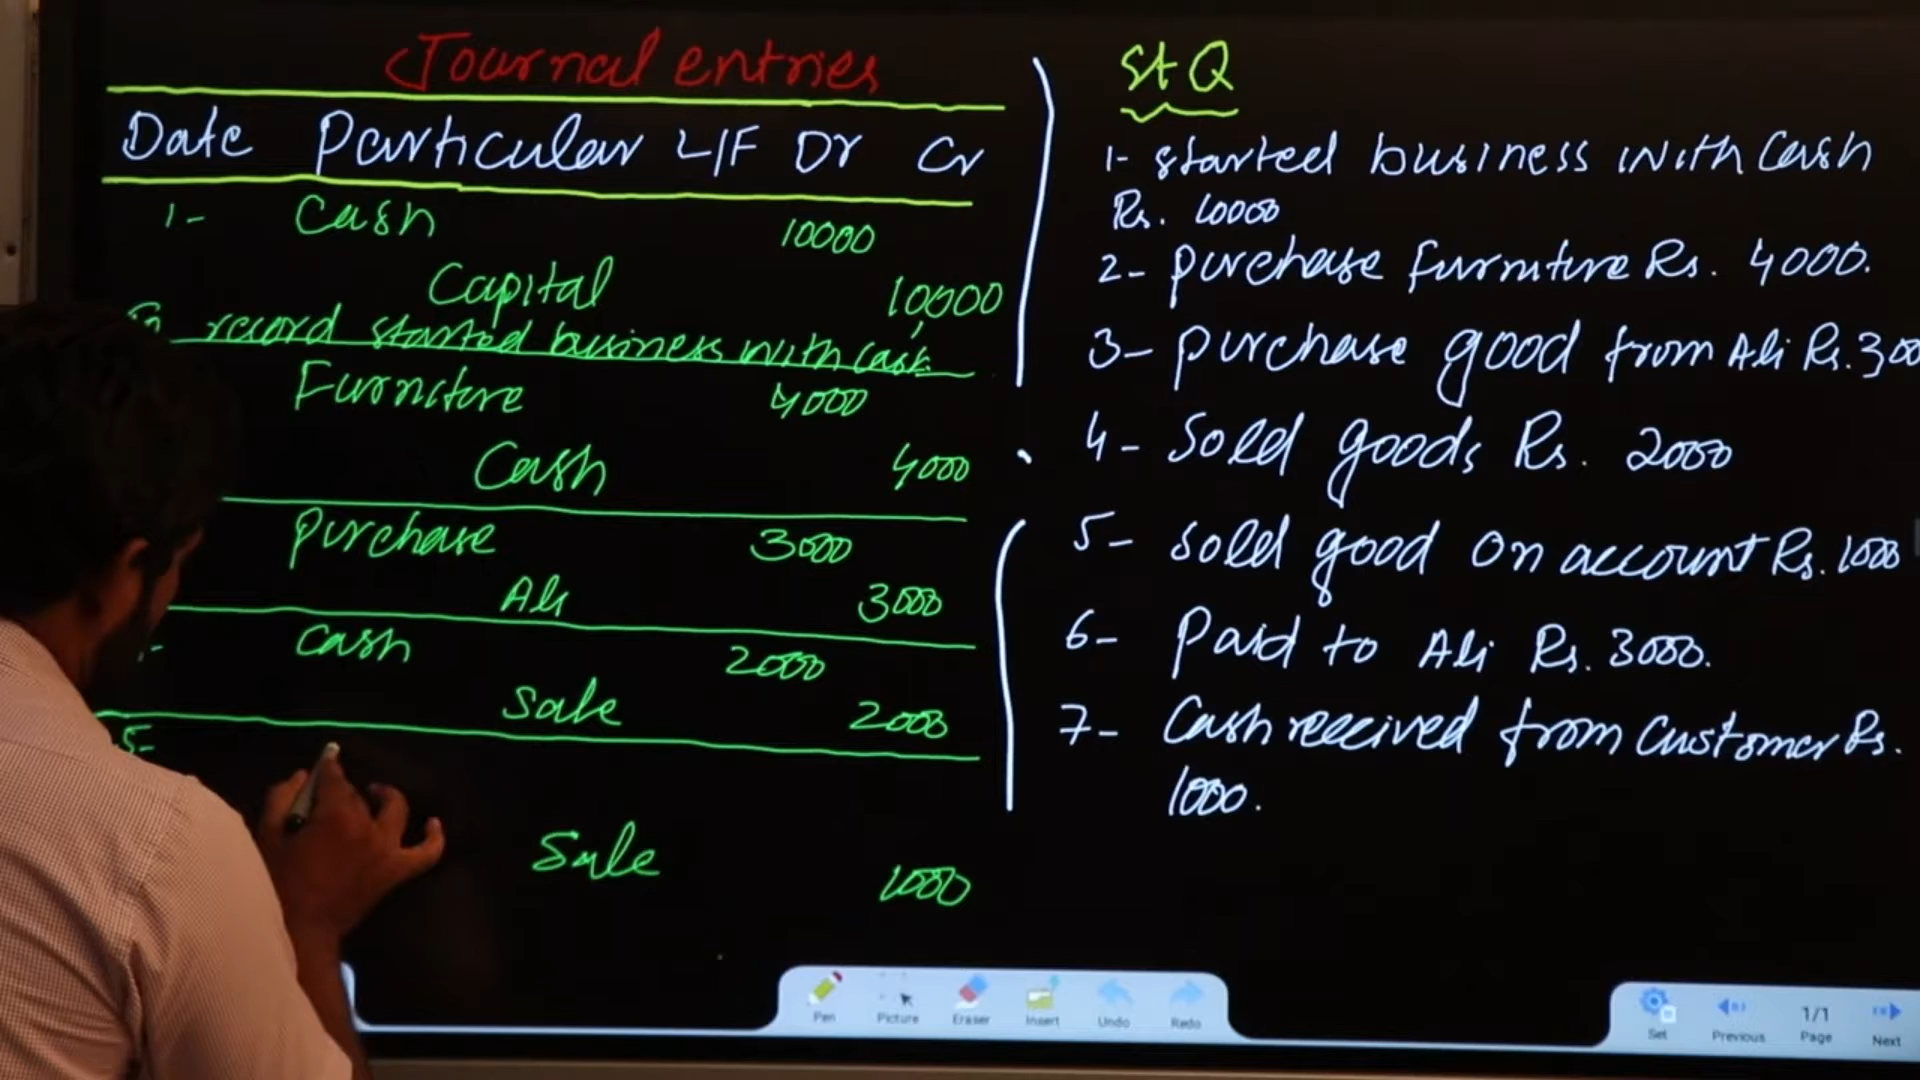 Journal entries
Date Particular L/F Dr Cr
1- Cash 10000
Capital 10000
record started business with cash.
Furniture 4000
Cash 4000
purchase 3000
Ali 3000
Cash 2000
Sale 2000
5-
Sale 1000
St Q
1- started business with Cash
Rs. 10000
2- purchase furniture Rs. 4000.
3- purchase good from Ali Rs. 300
4- Sold goods Rs. 2000
5- Sold good on account Rs. 1000
6- Paid to Ali Rs. 3000.
7- Cash received from Customer Rs.
1000.
Pen Picture Eraser Insert Undo Redo
Set Previous 1/1 Page Next